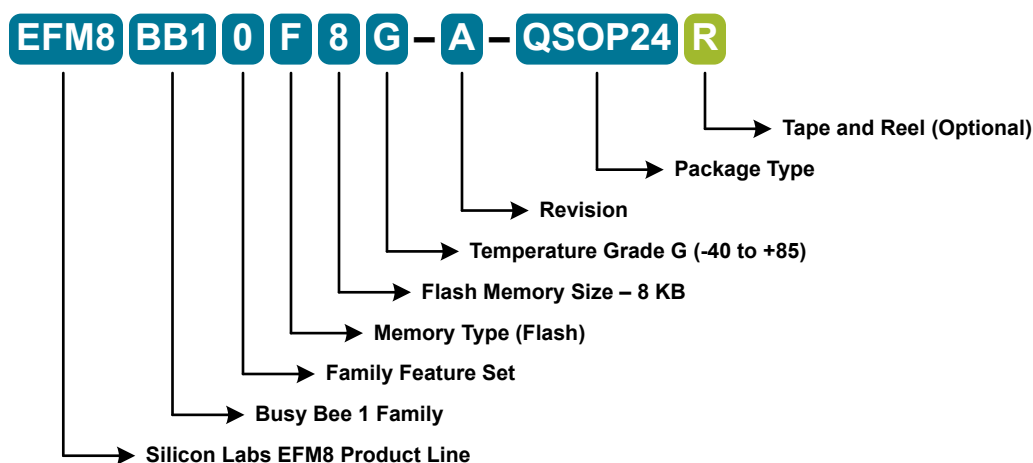 EFM8 BB1 0 F 8 G – A – QSOP24 R
Tape and Reel (Optional)
Package Type
Revision
Temperature Grade G (-40 to +85)
Flash Memory Size – 8 KB
Memory Type (Flash)
Family Feature Set
Busy Bee 1 Family
Silicon Labs EFM8 Product Line